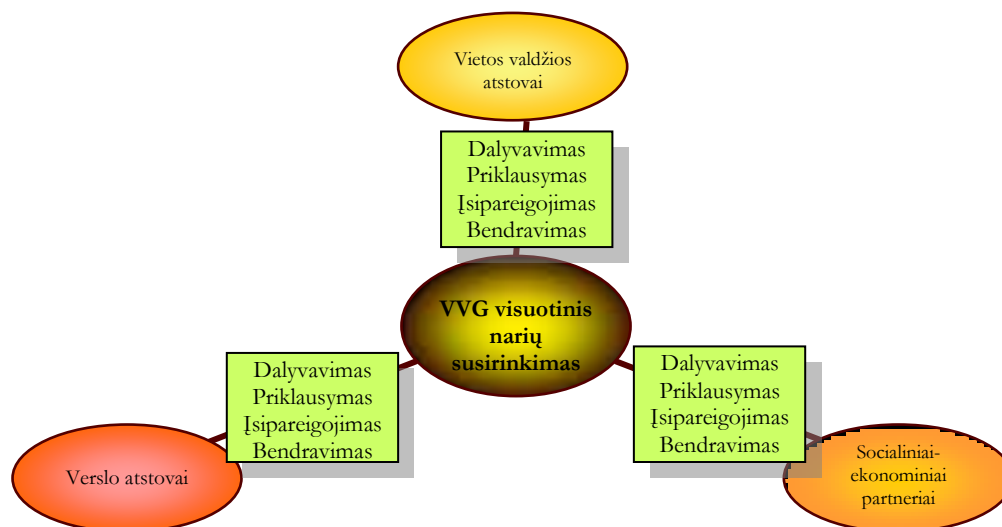 Vietos valdžios
atstovai
Dalyvavimas
Priklausymas
Įsipareigojimas
Bendravimas
VVG visuotinis
narių
susirinkimas
Dalyvavimas
Priklausymas
Įsipareigojimas
Bendravimas
Dalyvavimas
Priklausymas
Įsipareigojimas
Bendravimas
Verslo atstovai
Socialiniai-
ekonominiai
partneriai